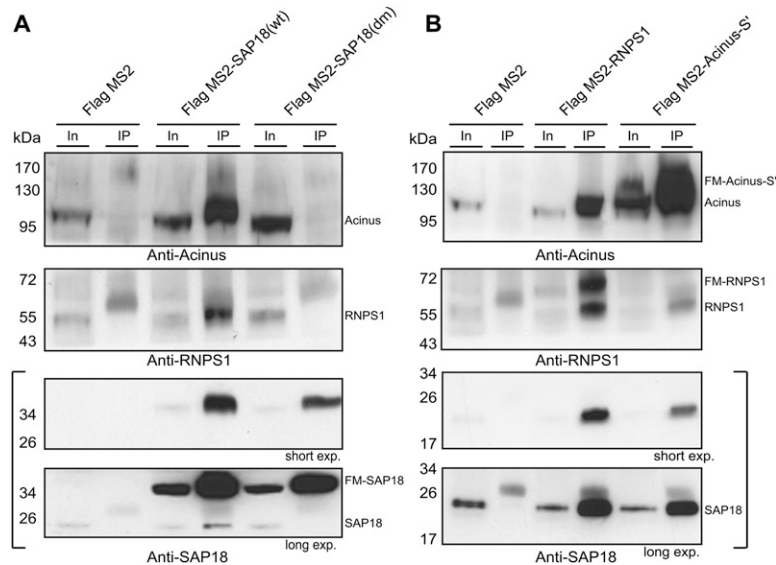 A
Flag MS2
Flag MS2-SAP18(wt)
Flag MS2-SAP18(dm)
kDa
In IP In IP In IP
170
130
95
Acinus
Anti-Acinus
72
55
43
RNPS1
Anti-RNPS1
34
26
short exp.
34
26
FM-SAP18
SAP18
long exp.
Anti-SAP18
B
Flag MS2
Flag MS2-RNPS1
Flag MS2-Acinus-S'
kDa
In IP In IP In IP
170
130
95
FM-Acinus-S'
Acinus
Anti-Acinus
72
55
43
FM-RNPS1
RNPS1
Anti-RNPS1
34
26
17
short exp.
34
26
17
SAP18
long exp.
Anti-SAP18